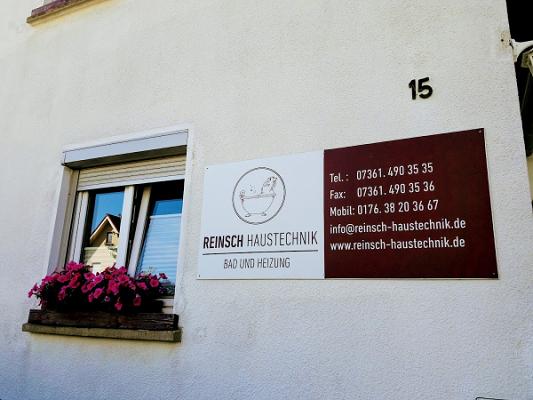 15
REINSCH HAUSTECHNIK
BAD UND HEIZUNG
Tel. : 07361. 490 35 35
Fax: 07361. 490 35 36
Mobil: 0176. 38 20 36 67
info@reinsch-haustechnik.de
www.reinsch-haustechnik.de